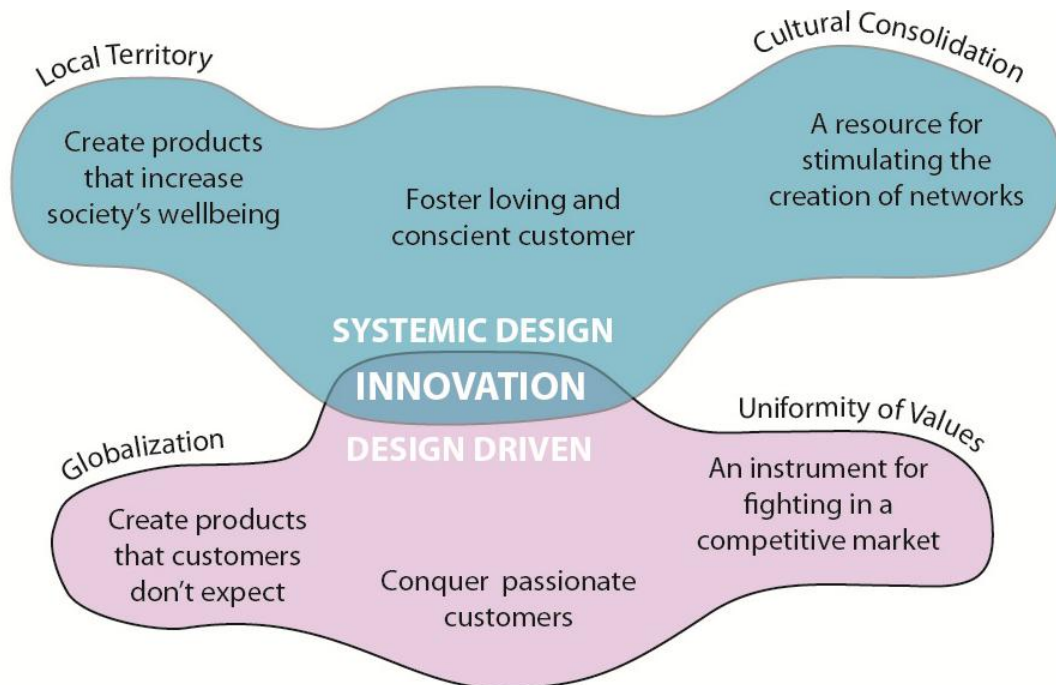 Local Territory
Cultural Consolidation
Create products
that increase
society's wellbeing
Foster loving and
conscient customer
A resource for
stimulating the
creation of networks
SYSTEMIC DESIGN
INNOVATION
DESIGN DRIVEN
Globalization
Uniformity of Values
Create products
that customers
don't expect
Conquer passionate
customers
An instrument for
fighting in a
competitive market